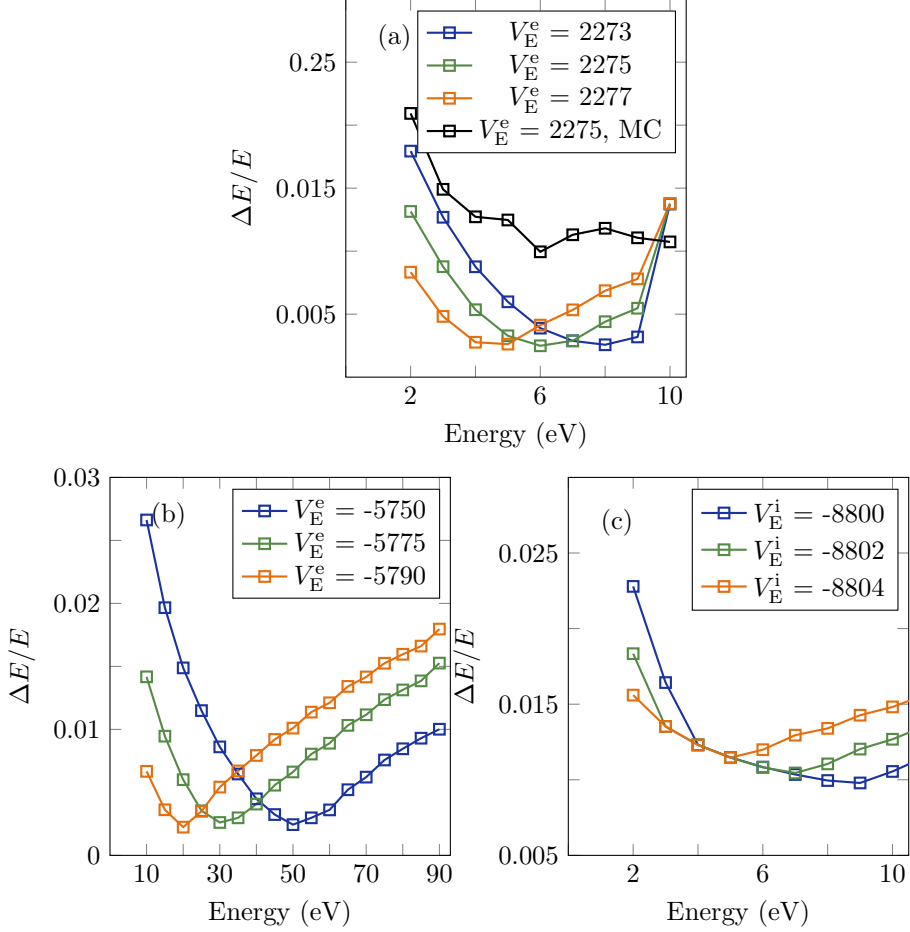 (a)
V_E^e = 2273
V_E^e = 2275
V_E^e = 2277
V_E^e = 2275, MC
0.25
0.015
0.005
ΔE/E
2 6 10
Energy (eV)
(b)
V_E^e = -5750
V_E^e = -5775
V_E^e = -5790
0.03
0.02
0.01
0
ΔE/E
10 30 50 70 90
Energy (eV)
(c)
V_E^i = -8800
V_E^i = -8802
V_E^i = -8804
0.025
0.015
0.005
ΔE/E
2 6 10
Energy (eV)